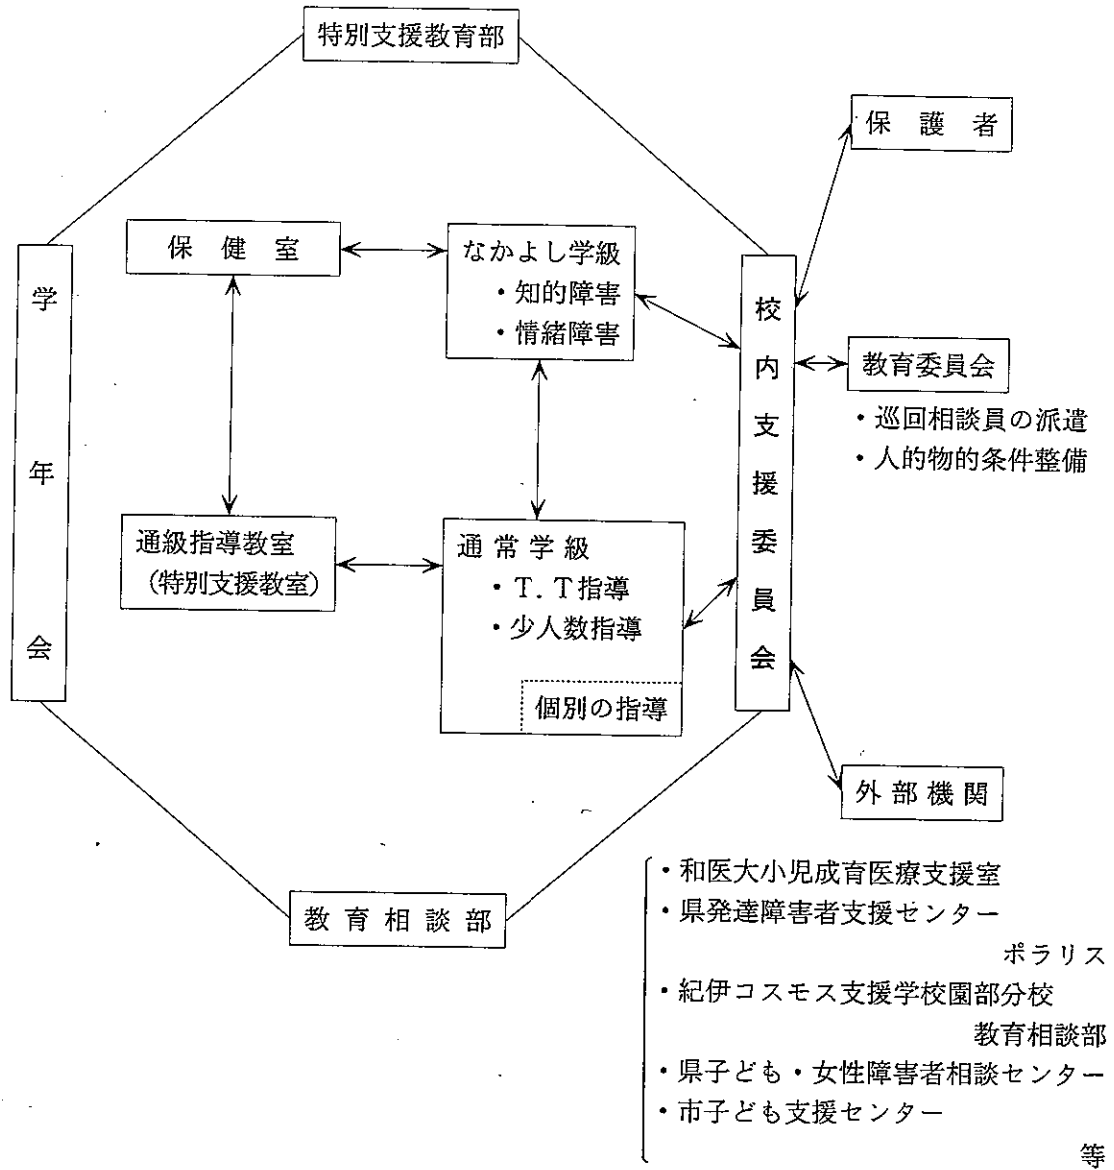 特別支援教育部
保護者
保健室
なかよし学級
・知的障害
・情緒障害
学年会
校内支援委員会
教育委員会
・巡回相談員の派遣
・人的物的条件整備
通級指導教室
(特別支援教室)
通常学級
・T.T指導
・少人数指導
個別の指導
外部機関
教育相談部
・和医大小児成育医療支援室
・県発達障害者支援センター
ポラリス
・紀伊コスモス支援学校園部分校
教育相談部
・県子ども・女性障害者相談センター
・市子ども支援センター
等